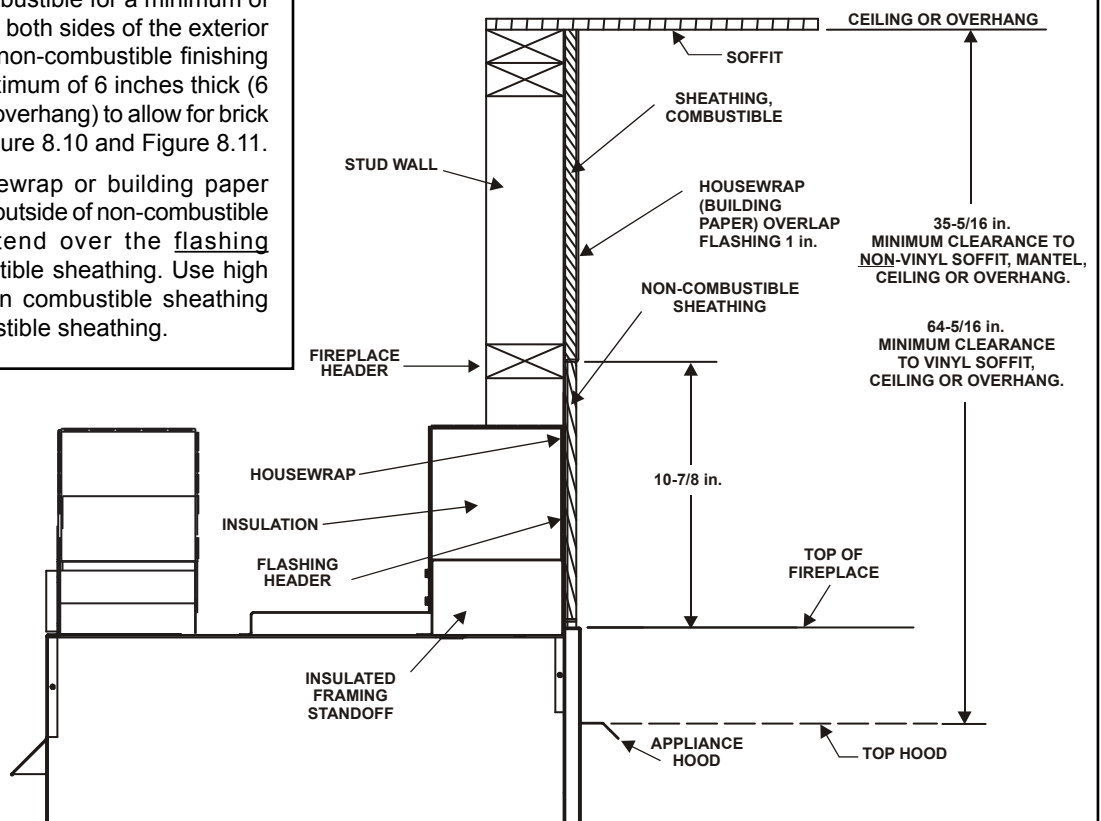 bustible for a minimum of
both sides of the exterior
non-combustible finishing
ximum of 6 inches thick (6
overhang) to allow for brick
ure 8.10 and Figure 8.11.
ewrap or building paper
outside of non-combustible
tend over the flashing
tible sheathing. Use high
n combustible sheathing
stible sheathing.
CEILING OR OVERHANG
SOFFIT
SHEATHING,
COMBUSTIBLE
STUD WALL
HOUSEWRAP
(BUILDING
PAPER) OVERLAP
FLASHING 1 in.
35-5/16 in.
MINIMUM CLEARANCE TO
NON-VINYL SOFFIT, MANTEL,
CEILING OR OVERHANG.
NON-COMBUSTIBLE
SHEATHING
64-5/16 in.
MINIMUM CLEARANCE
TO VINYL SOFFIT,
CEILING OR OVERHANG.
FIREPLACE
HEADER
HOUSEWRAP
10-7/8 in.
INSULATION
FLASHING
HEADER
TOP OF
FIREPLACE
INSULATED
FRAMING
STANDOFF
APPLIANCE
HOOD
TOP HOOD